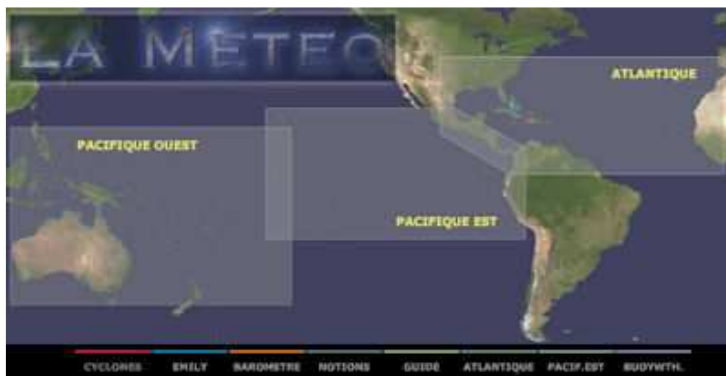 LA METEO
ATLANTIQUE
PACIFIQUE OUEST
PACIFIQUE EST
CYCLONES EMILY BAROMETRE NOTIONS GUIDE ATLANTIQUE PACIF.EST BUOYWTH.